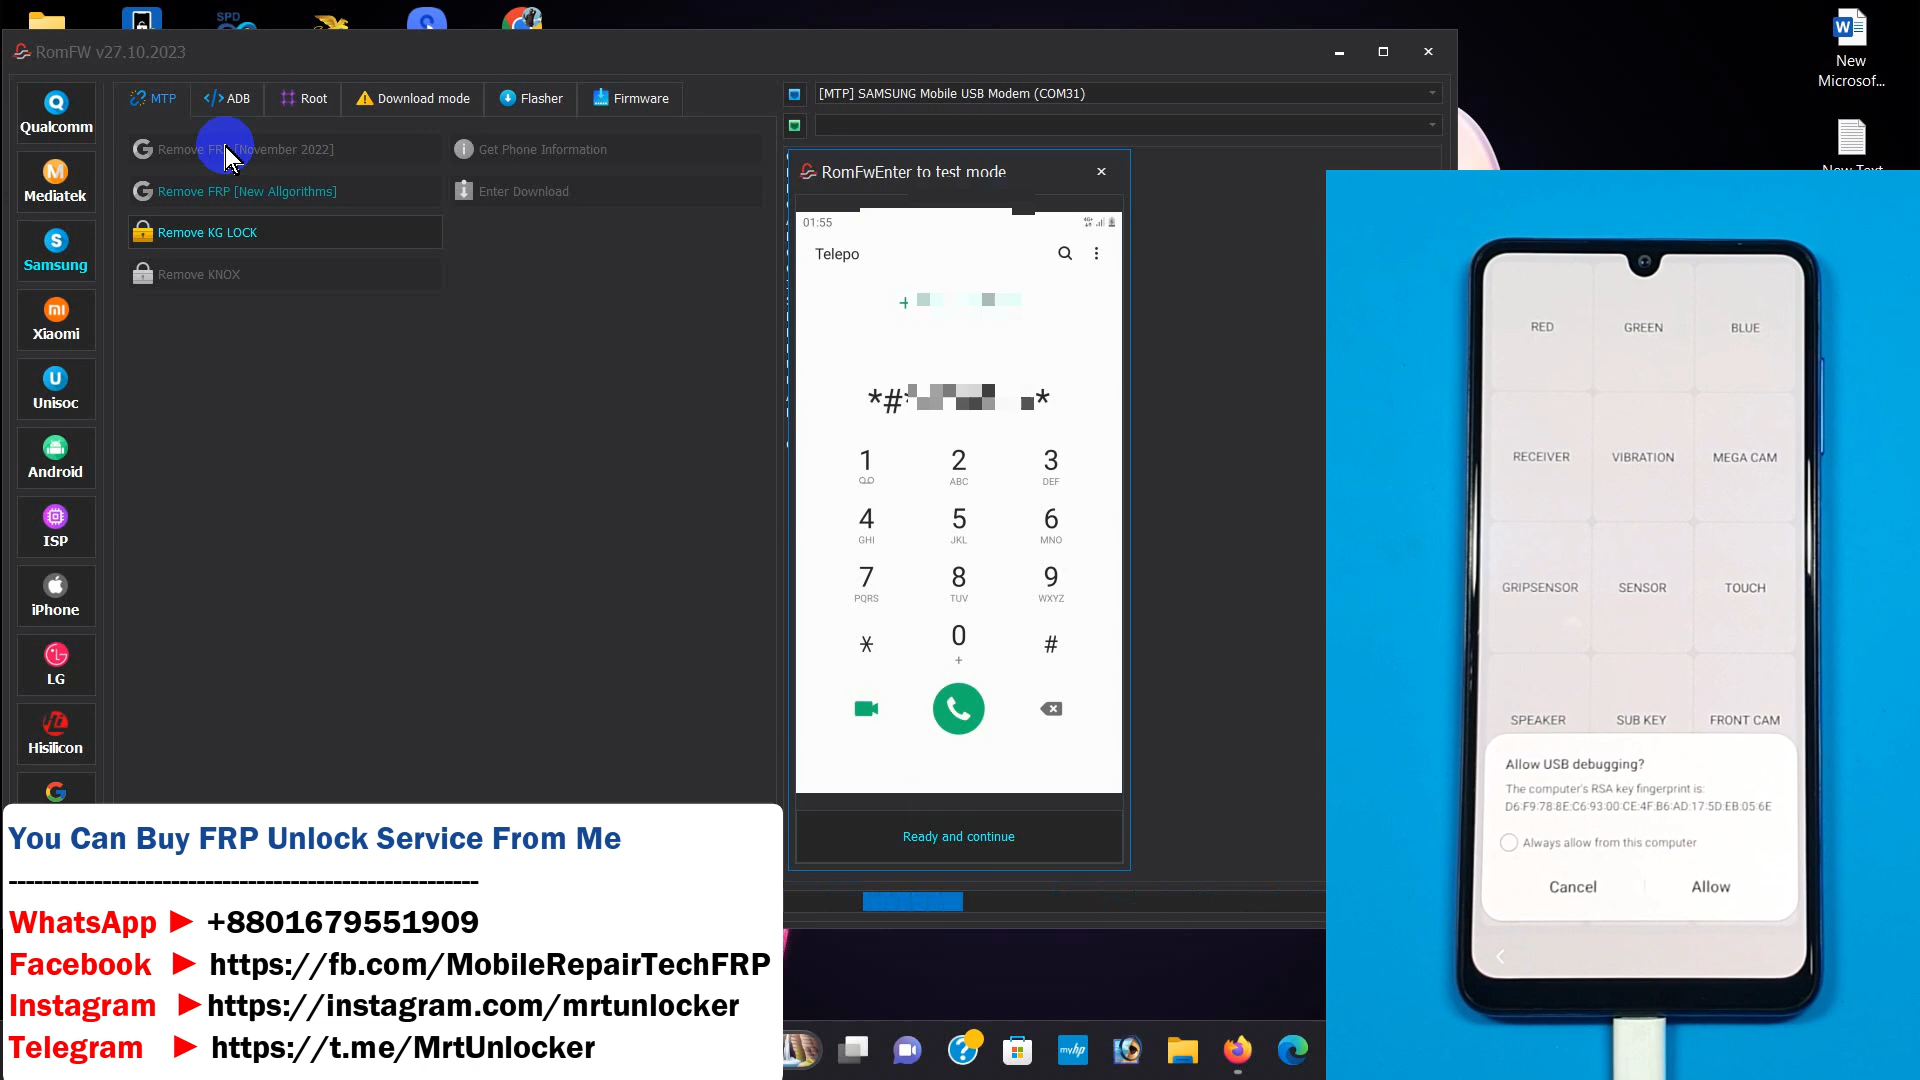 SPD
RomFW v27.10.2023
New
Microsof...
New Text
Qualcomm
Mediatek
Samsung
Xiaomi
Unisoc
Android
ISP
iPhone
LG
Hisilicon
MTP
ADB
Root
Download mode
Flasher
Firmware
[MTP] SAMSUNG Mobile USB Modem (COM31)
Remove FRP [November 2022]
Get Phone Information
Remove FRP [New Allgorithms]
Enter Download
Remove KG LOCK
Remove KNOX
RomFwEnter to test mode
01:55
Telepo
+
*#* *
1
2 ABC
3 DEF
4 GHI
5 JKL
6 MNO
7 PQRS
8 TUV
9 WXYZ
*
0 +
#
Ready and continue
RED GREEN BLUE
RECEIVER VIBRATION MEGA CAM
GRIPSENSOR SENSOR TOUCH
SPEAKER SUB KEY FRONT CAM
Allow USB debugging?
The computer's RSA key fingerprint is:
D6:F9:78:8E:C6:93:00:CE:4F:B6:AD:17:5D:EB:05:6E
Always allow from this computer
Cancel Allow
You Can Buy FRP Unlock Service From Me
--------------------------------------------------------
WhatsApp ► +8801679551909
Facebook ► https://fb.com/MobileRepairTechFRP
Instagram ►https://instagram.com/mrtunlocker
Telegram ► https://t.me/MrtUnlocker
myhp